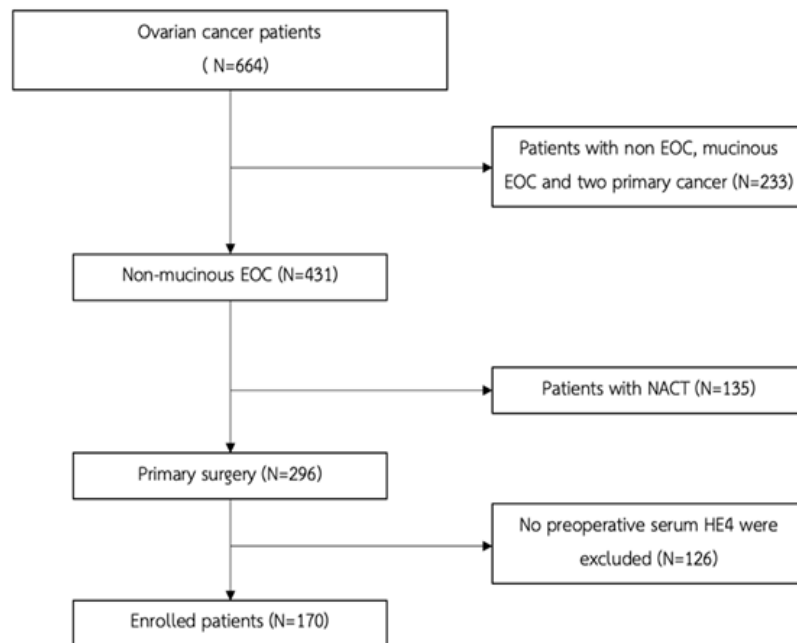 Ovarian cancer patients
( N=664)
Patients with non EOC, mucinous
EOC and two primary cancer (N=233)
Non-mucinous EOC (N=431)
Patients with NACT (N=135)
Primary surgery (N=296)
No preoperative serum HE4 were
excluded (N=126)
Enrolled patients (N=170)